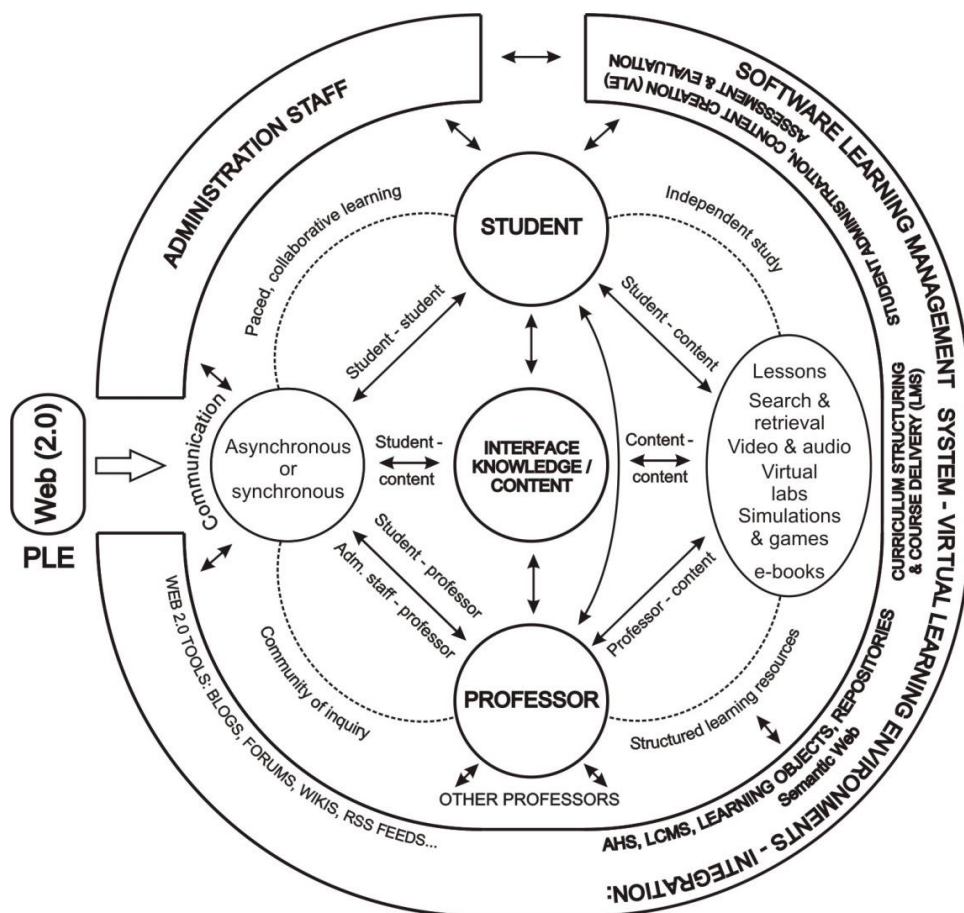 ADMINISTRATION STAFF
SOFTWARE LEARNING MANAGEMENT SYSTEM - VIRTUAL LEARNING ENVIRONMENTS - INTEGRATION:
STUDENT ADMINISTRATION, CONTENT CREATION (VLE)
ASSESSMENT & EVALUATION
CURRICULUM STRUCTURING
& COURSE DELIVERY (LMS)
AHS, LCMS, LEARNING OBJECTS, REPOSITORIES
Semantic Web
WEB 2.0 TOOLS: BLOGS, FORUMS, WIKIS, RSS FEEDS...
Web (2.0)
PLE
Communication
Paced, collaborative learning
Independent study
STUDENT
Student - student
Student - content
Asynchronous
or
synchronous
Student -
content
INTERFACE
KNOWLEDGE /
CONTENT
Content -
content
Lessons
Search &
retrieval
Video & audio
Virtual
labs
Simulations
& games
e-books
Student - professor
Adm. staff - professor
Professor - content
Community of inquiry
PROFESSOR
Structured learning resources
OTHER PROFESSORS